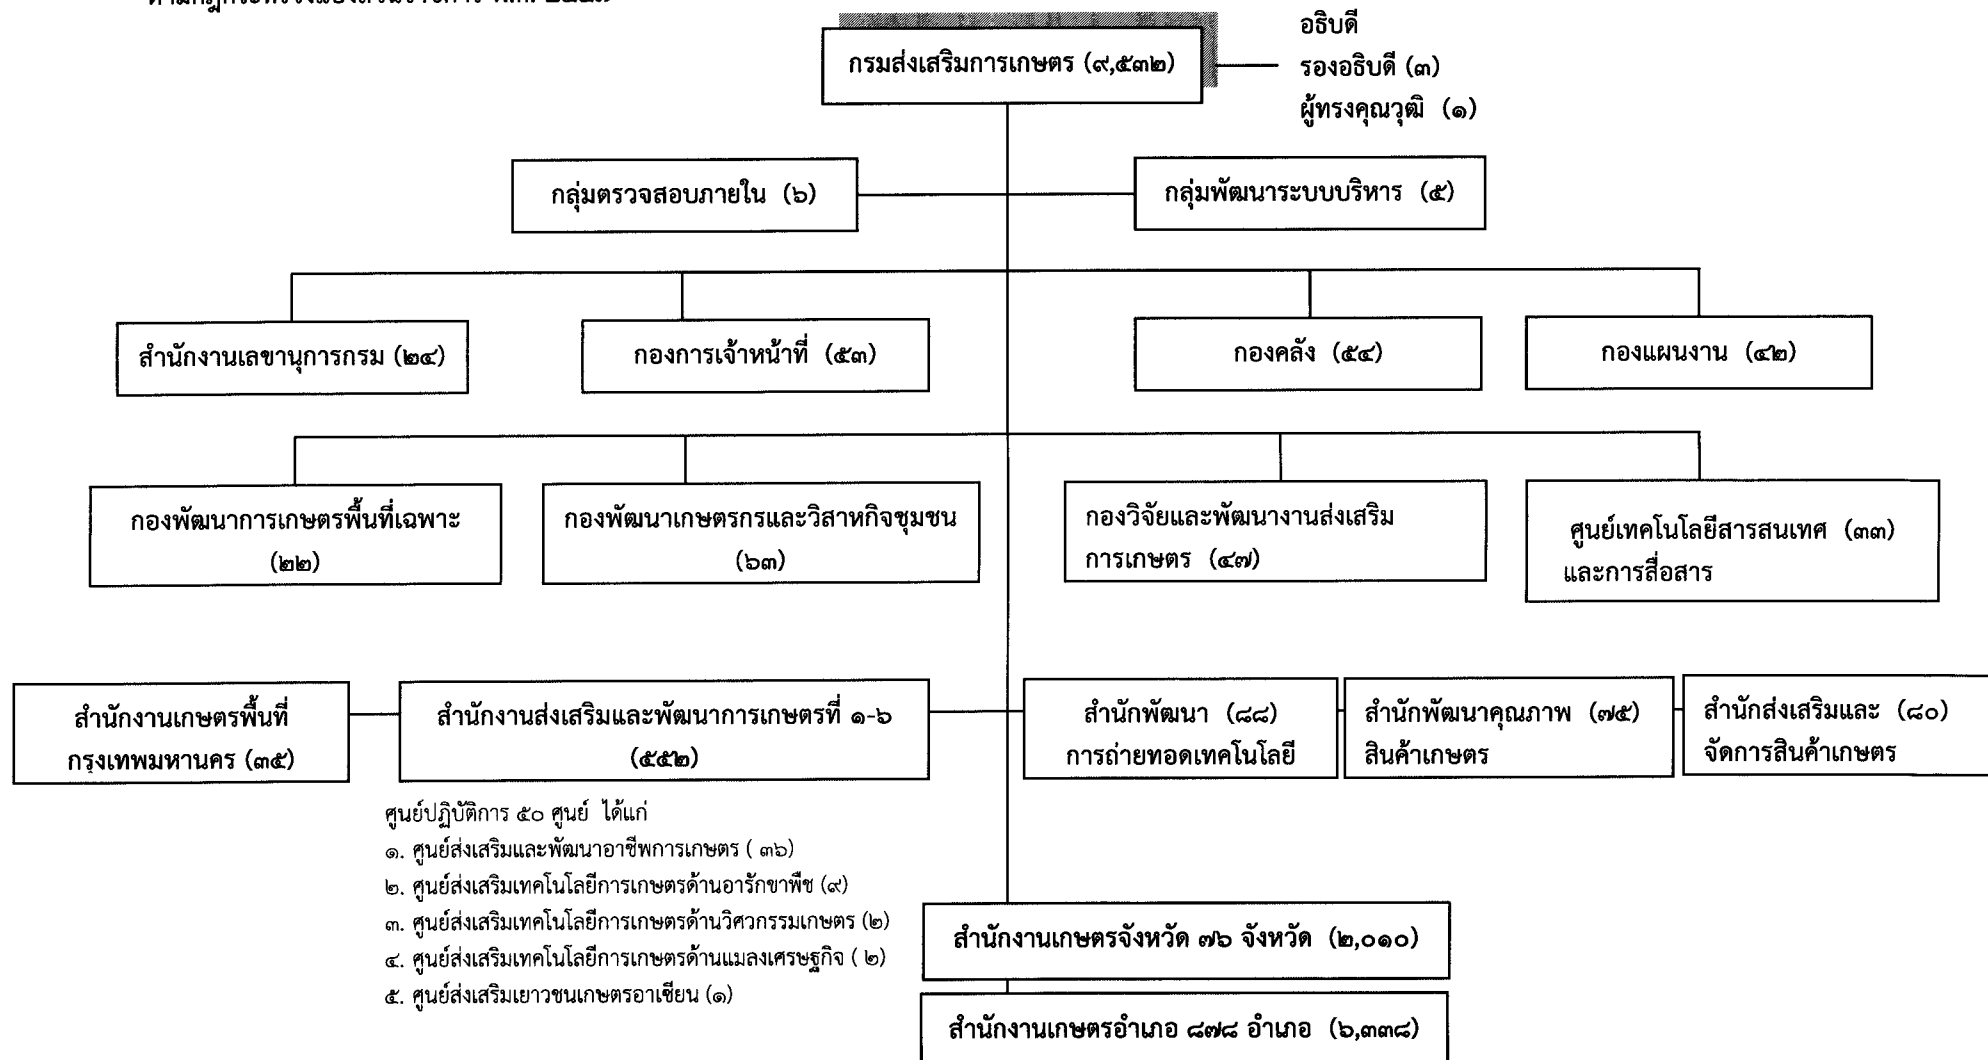 กรมส่งเสริมการเกษตร (๙,๕๓๒)
อธิบดี
รองอธิบดี (๓)
ผู้ทรงคุณวุฒิ (๑)
กลุ่มตรวจสอบภายใน (๖)
กลุ่มพัฒนาระบบบริหาร (๕)
สำนักงานเลขานุการกรม (๒๔)
กองการเจ้าหน้าที่ (๕๓)
กองคลัง (๕๔)
กองแผนงาน (๔๒)
กองพัฒนาการเกษตรพื้นที่เฉพาะ
(๒๒)
กองพัฒนาเกษตรกรและวิสาหกิจชุมชน
(๖๓)
กองวิจัยและพัฒนางานส่งเสริม
การเกษตร (๔๗)
ศูนย์เทคโนโลยีสารสนเทศ (๓๓)
และการสื่อสาร
สำนักงานเกษตรพื้นที่
กรุงเทพมหานคร (๓๕)
สำนักงานส่งเสริมและพัฒนาการเกษตรที่ ๑-๖
(๕๕๒)
สำนักพัฒนา (๘๘)
การถ่ายทอดเทคโนโลยี
สำนักพัฒนาคุณภาพ (๗๕)
สินค้าเกษตร
สำนักส่งเสริมและ (๘๐)
จัดการสินค้าเกษตร
ศูนย์ปฏิบัติการ ๕๐ ศูนย์ ได้แก่
๑. ศูนย์ส่งเสริมและพัฒนาอาชีพการเกษตร ( ๓๖)
๒. ศูนย์ส่งเสริมเทคโนโลยีการเกษตรด้านอารักขาพืช (๙)
๓. ศูนย์ส่งเสริมเทคโนโลยีการเกษตรด้านวิศวกรรมเกษตร (๒)
๔. ศูนย์ส่งเสริมเทคโนโลยีการเกษตรด้านแมลงเศรษฐกิจ ( ๒)
๕. ศูนย์ส่งเสริมเยาวชนเกษตรอาเซียน (๑)
สำนักงานเกษตรจังหวัด ๗๖ จังหวัด (๒,๐๑๐)
สำนักงานเกษตรอำเภอ ๘๗๘ อำเภอ (๖,๓๓๘)